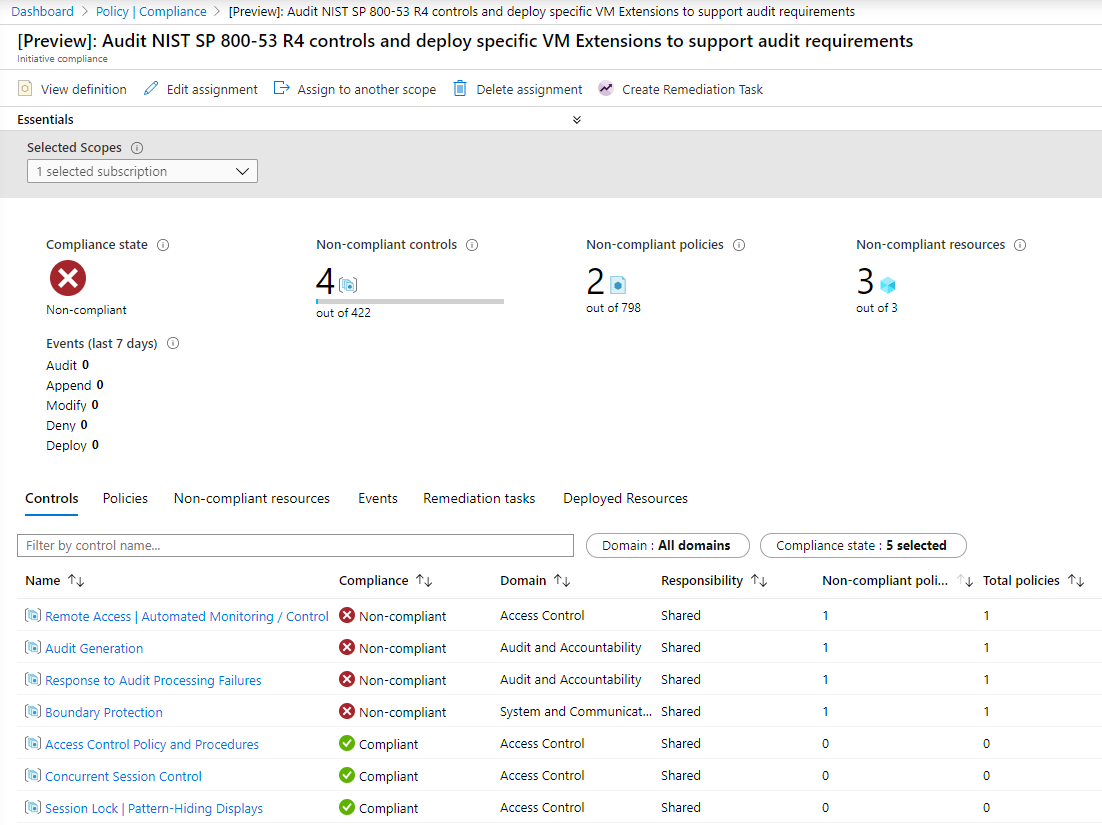 Dashboard > Policy | Compliance > [Preview]: Audit NIST SP 800-53 R4 controls and deploy specific VM Extensions to support audit requirements
[Preview]: Audit NIST SP 800-53 R4 controls and deploy specific VM Extensions to support audit requirements
Initiative compliance
View definition Edit assignment Assign to another scope Delete assignment Create Remediation Task
Essentials
Selected Scopes
1 selected subscription
Compliance state Non-compliant controls Non-compliant policies Non-compliant resources
4 2 3
Non-compliant out of 422 out of 798 out of 3
Events (last 7 days)
Audit 0
Append 0
Modify 0
Deny 0
Deploy 0
Controls Policies Non-compliant resources Events Remediation tasks Deployed Resources
Filter by control name... Domain : All domains Compliance state : 5 selected
Name Compliance Domain Responsibility Non-compliant poli... Total policies
Remote Access | Automated Monitoring / Control Non-compliant Access Control Shared 1 1
Audit Generation Non-compliant Audit and Accountability Shared 1 1
Response to Audit Processing Failures Non-compliant Audit and Accountability Shared 1 1
Boundary Protection Non-compliant System and Communicat... Shared 1 1
Access Control Policy and Procedures Compliant Access Control Shared 0 0
Concurrent Session Control Compliant Access Control Shared 0 0
Session Lock | Pattern-Hiding Displays Compliant Access Control Shared 0 0